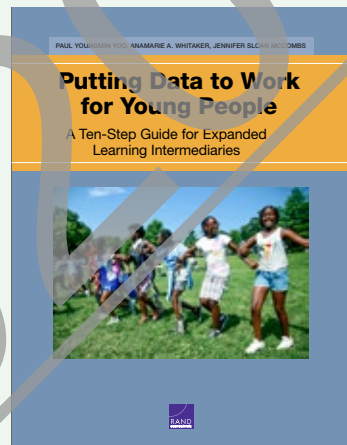 PAUL YOUNGMIN YOO, ANAMARIE A. WHITAKER, JENNIFER SLOAN MCCOMBS
Putting Data to Work
for Young People
A Ten-Step Guide for Expanded
Learning Intermediaries
RAND